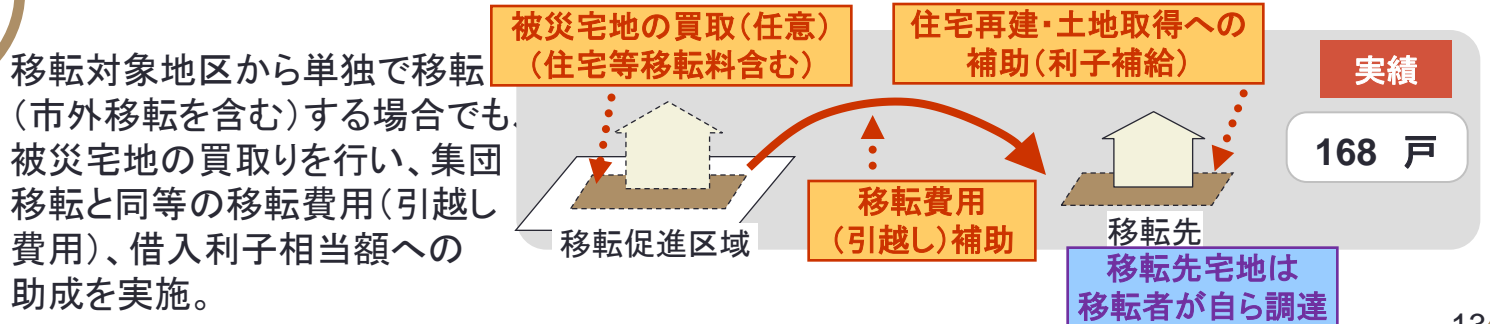 移転対象地区から単独で移転
（市外移転を含む）する場合でも、
被災宅地の買取りを行い、集団
移転と同等の移転費用（引越し
費用）、借入利子相当額への
助成を実施。
被災宅地の買取（任意）
（住宅等移転料含む）
住宅再建・土地取得への
補助（利子補給）
実績
168 戸
移転費用
（引越し）補助
移転促進区域
移転先
移転先宅地は
移転者が自ら調達